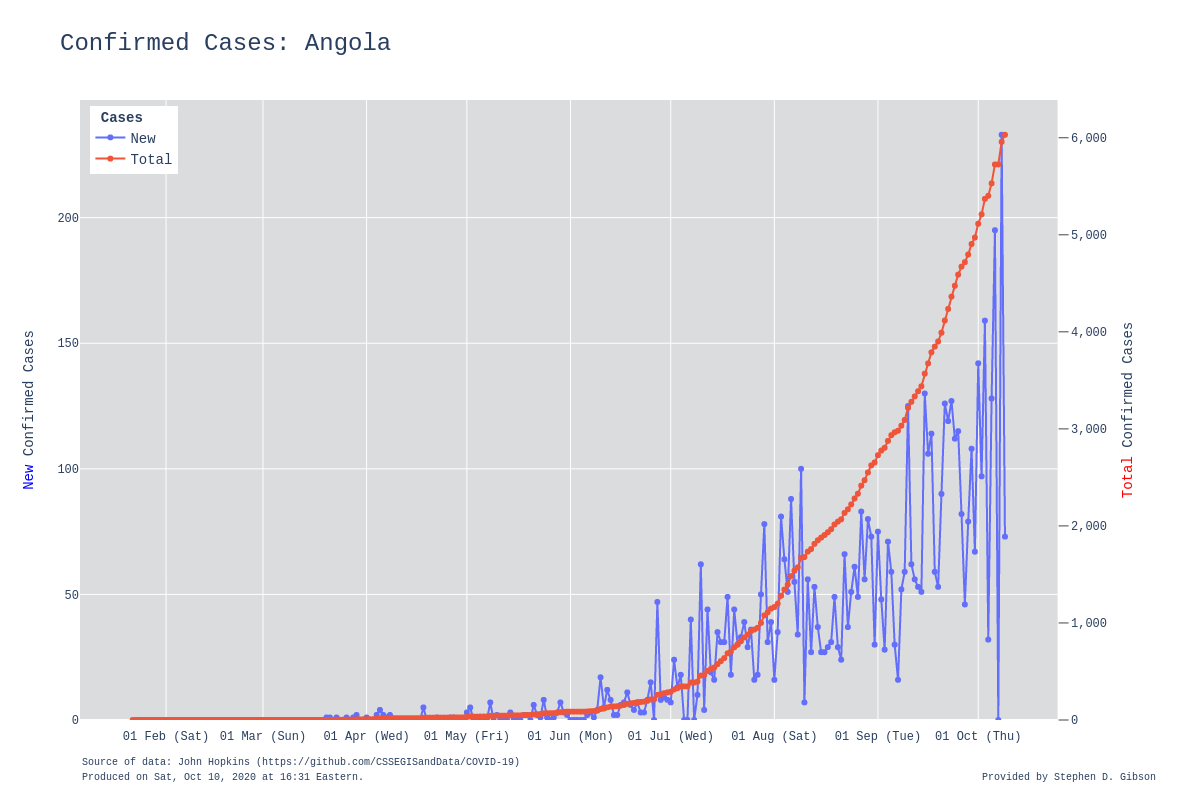 Confirmed Cases: Angola
Cases
New
Total
200
150
100
50
0
New Confirmed Cases
6,000
5,000
4,000
3,000
2,000
1,000
0
Total Confirmed Cases
01 Feb (Sat) 01 Mar (Sun) 01 Apr (Wed) 01 May (Fri) 01 Jun (Mon) 01 Jul (Wed) 01 Aug (Sat) 01 Sep (Tue) 01 Oct (Thu)
Source of data: John Hopkins (https://github.com/CSSEGISandData/COVID-19)
Produced on Sat, Oct 10, 2020 at 16:31 Eastern.
Provided by Stephen D. Gibson